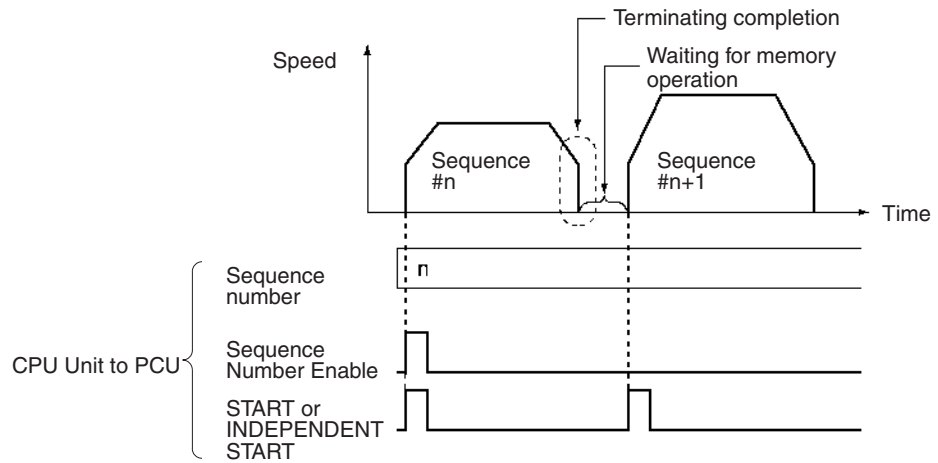 Terminating completion
Speed
Waiting for memory
operation
Sequence
#n
Sequence
#n+1
Time
Sequence
number
n
CPU Unit to PCU
Sequence
Number Enable
START or
INDEPENDENT
START